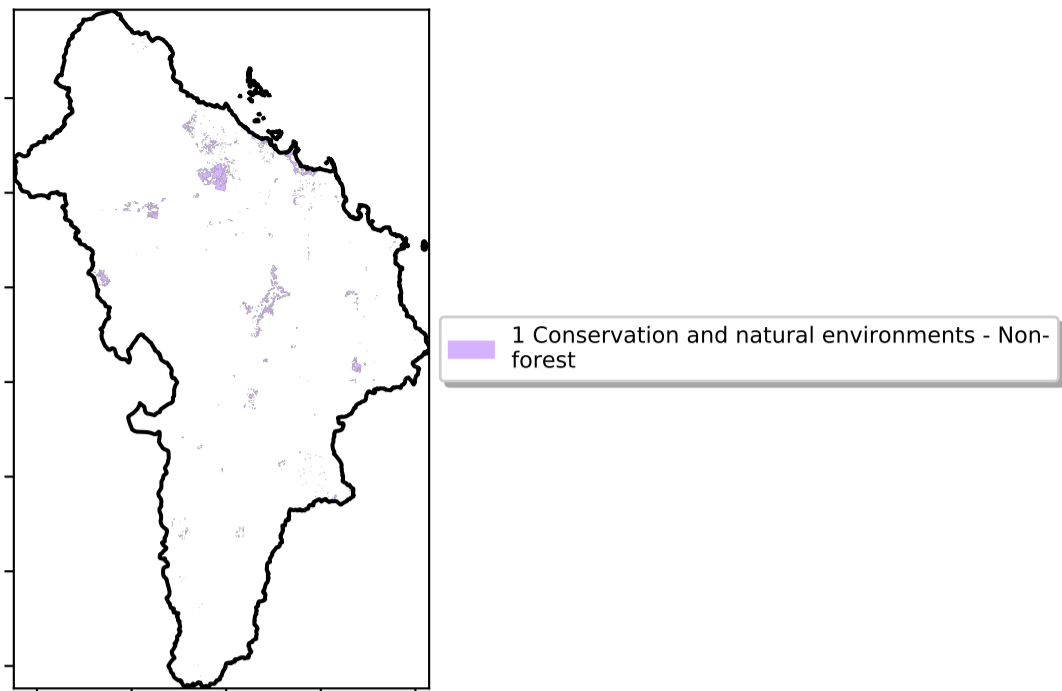 1 Conservation and natural environments - Non-
forest